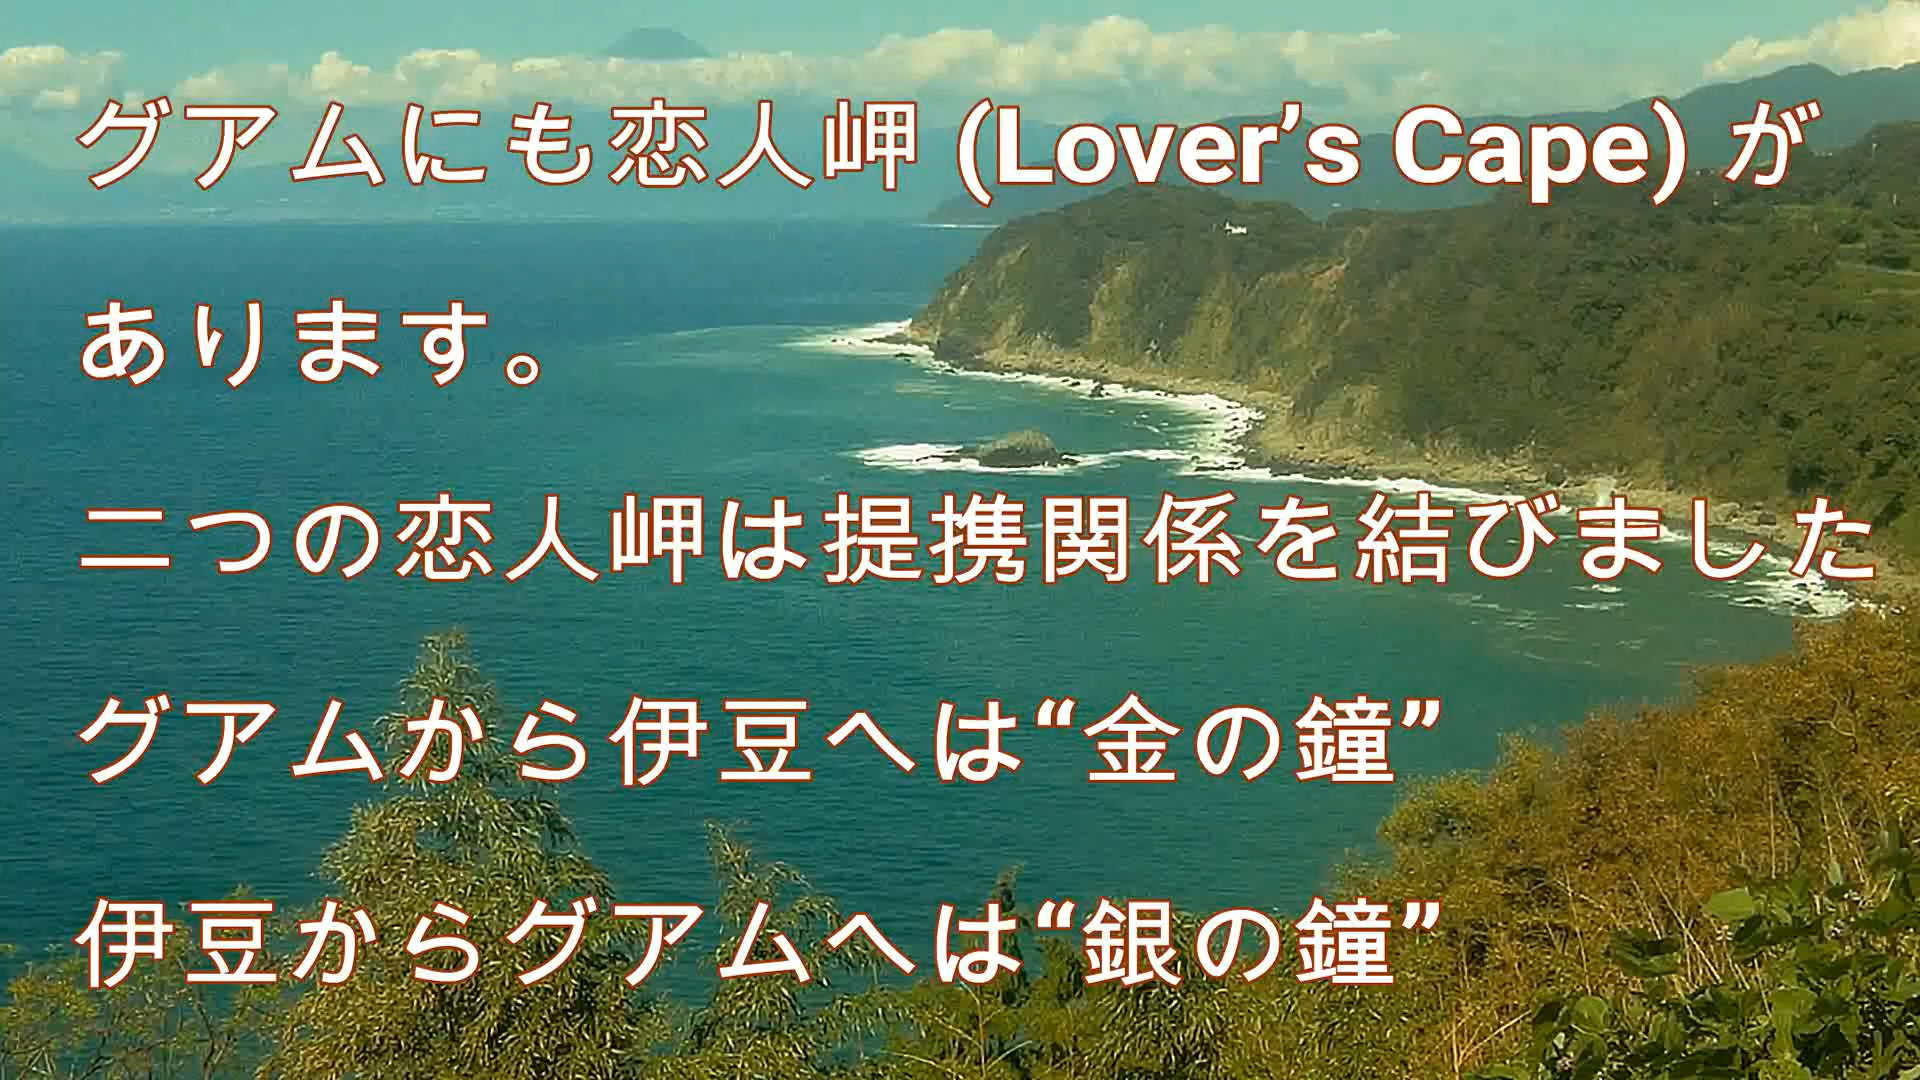 グアムにも恋人岬 (Lover’s Cape) が
あります。
二つの恋人岬は提携関係を結びました
グアムから伊豆へは“金の鐘”
伊豆からグアムへは“銀の鐘”